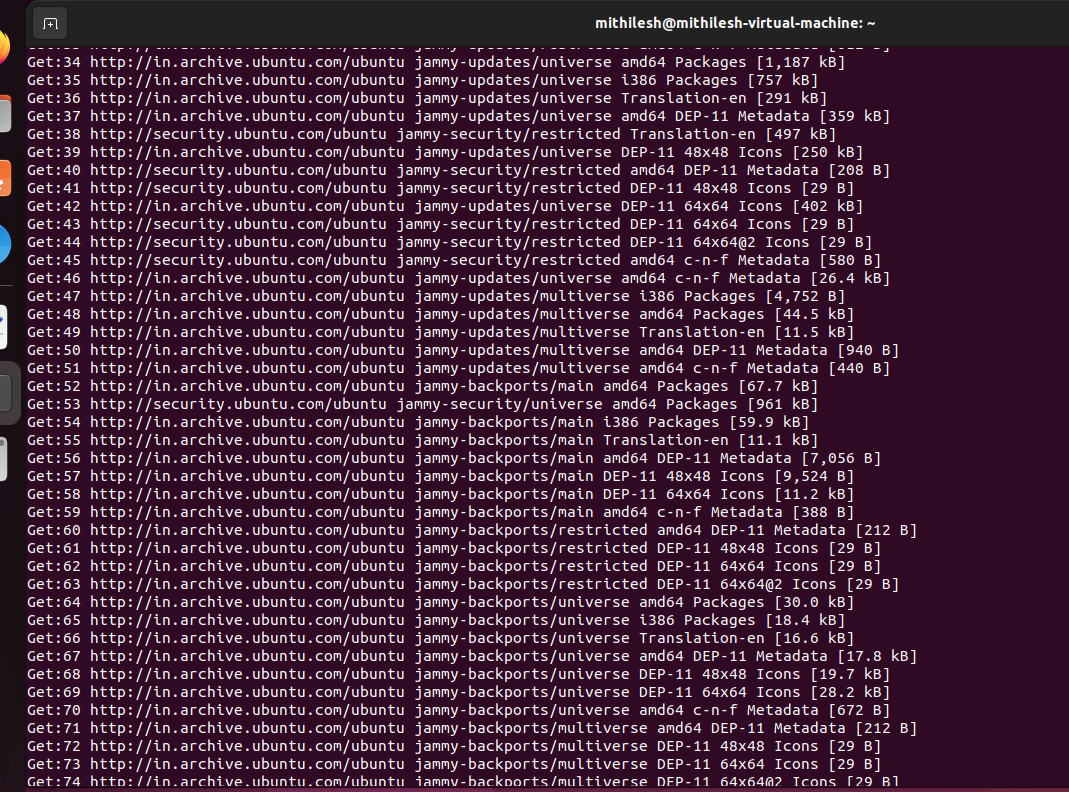 mithilesh@mithilesh-virtual-machine: ~
Get:34 http://in.archive.ubuntu.com/ubuntu jammy-updates/universe amd64 Packages [1,187 kB]
Get:35 http://in.archive.ubuntu.com/ubuntu jammy-updates/universe i386 Packages [757 kB]
Get:36 http://in.archive.ubuntu.com/ubuntu jammy-updates/universe Translation-en [291 kB]
Get:37 http://in.archive.ubuntu.com/ubuntu jammy-updates/universe amd64 DEP-11 Metadata [359 kB]
Get:38 http://security.ubuntu.com/ubuntu jammy-security/restricted Translation-en [497 kB]
Get:39 http://in.archive.ubuntu.com/ubuntu jammy-updates/universe DEP-11 48x48 Icons [250 kB]
Get:40 http://security.ubuntu.com/ubuntu jammy-security/restricted amd64 DEP-11 Metadata [208 B]
Get:41 http://security.ubuntu.com/ubuntu jammy-security/restricted DEP-11 48x48 Icons [29 B]
Get:42 http://in.archive.ubuntu.com/ubuntu jammy-updates/universe DEP-11 64x64 Icons [402 kB]
Get:43 http://security.ubuntu.com/ubuntu jammy-security/restricted DEP-11 64x64 Icons [29 B]
Get:44 http://security.ubuntu.com/ubuntu jammy-security/restricted DEP-11 64x64@2 Icons [29 B]
Get:45 http://security.ubuntu.com/ubuntu jammy-security/restricted amd64 c-n-f Metadata [580 B]
Get:46 http://in.archive.ubuntu.com/ubuntu jammy-updates/universe amd64 c-n-f Metadata [26.4 kB]
Get:47 http://in.archive.ubuntu.com/ubuntu jammy-updates/multiverse i386 Packages [4,752 B]
Get:48 http://in.archive.ubuntu.com/ubuntu jammy-updates/multiverse amd64 Packages [44.5 kB]
Get:49 http://in.archive.ubuntu.com/ubuntu jammy-updates/multiverse Translation-en [11.5 kB]
Get:50 http://in.archive.ubuntu.com/ubuntu jammy-updates/multiverse amd64 DEP-11 Metadata [940 B]
Get:51 http://in.archive.ubuntu.com/ubuntu jammy-updates/multiverse amd64 c-n-f Metadata [440 B]
Get:52 http://in.archive.ubuntu.com/ubuntu jammy-backports/main amd64 Packages [67.7 kB]
Get:53 http://security.ubuntu.com/ubuntu jammy-security/universe amd64 Packages [961 kB]
Get:54 http://in.archive.ubuntu.com/ubuntu jammy-backports/main i386 Packages [59.9 kB]
Get:55 http://in.archive.ubuntu.com/ubuntu jammy-backports/main Translation-en [11.1 kB]
Get:56 http://in.archive.ubuntu.com/ubuntu jammy-backports/main amd64 DEP-11 Metadata [7,056 B]
Get:57 http://in.archive.ubuntu.com/ubuntu jammy-backports/main DEP-11 48x48 Icons [9,524 B]
Get:58 http://in.archive.ubuntu.com/ubuntu jammy-backports/main DEP-11 64x64 Icons [11.2 kB]
Get:59 http://in.archive.ubuntu.com/ubuntu jammy-backports/main amd64 c-n-f Metadata [388 B]
Get:60 http://in.archive.ubuntu.com/ubuntu jammy-backports/restricted amd64 DEP-11 Metadata [212 B]
Get:61 http://in.archive.ubuntu.com/ubuntu jammy-backports/restricted DEP-11 48x48 Icons [29 B]
Get:62 http://in.archive.ubuntu.com/ubuntu jammy-backports/restricted DEP-11 64x64 Icons [29 B]
Get:63 http://in.archive.ubuntu.com/ubuntu jammy-backports/restricted DEP-11 64x64@2 Icons [29 B]
Get:64 http://in.archive.ubuntu.com/ubuntu jammy-backports/universe amd64 Packages [30.0 kB]
Get:65 http://in.archive.ubuntu.com/ubuntu jammy-backports/universe i386 Packages [18.4 kB]
Get:66 http://in.archive.ubuntu.com/ubuntu jammy-backports/universe Translation-en [16.6 kB]
Get:67 http://in.archive.ubuntu.com/ubuntu jammy-backports/universe amd64 DEP-11 Metadata [17.8 kB]
Get:68 http://in.archive.ubuntu.com/ubuntu jammy-backports/universe DEP-11 48x48 Icons [19.7 kB]
Get:69 http://in.archive.ubuntu.com/ubuntu jammy-backports/universe DEP-11 64x64 Icons [28.2 kB]
Get:70 http://in.archive.ubuntu.com/ubuntu jammy-backports/universe amd64 c-n-f Metadata [672 B]
Get:71 http://in.archive.ubuntu.com/ubuntu jammy-backports/multiverse amd64 DEP-11 Metadata [212 B]
Get:72 http://in.archive.ubuntu.com/ubuntu jammy-backports/multiverse DEP-11 48x48 Icons [29 B]
Get:73 http://in.archive.ubuntu.com/ubuntu jammy-backports/multiverse DEP-11 64x64 Icons [29 B]
Get:74 http://in.archive.ubuntu.com/ubuntu jammy-backports/multiverse DEP-11 64x64@2 Icons [29 B]